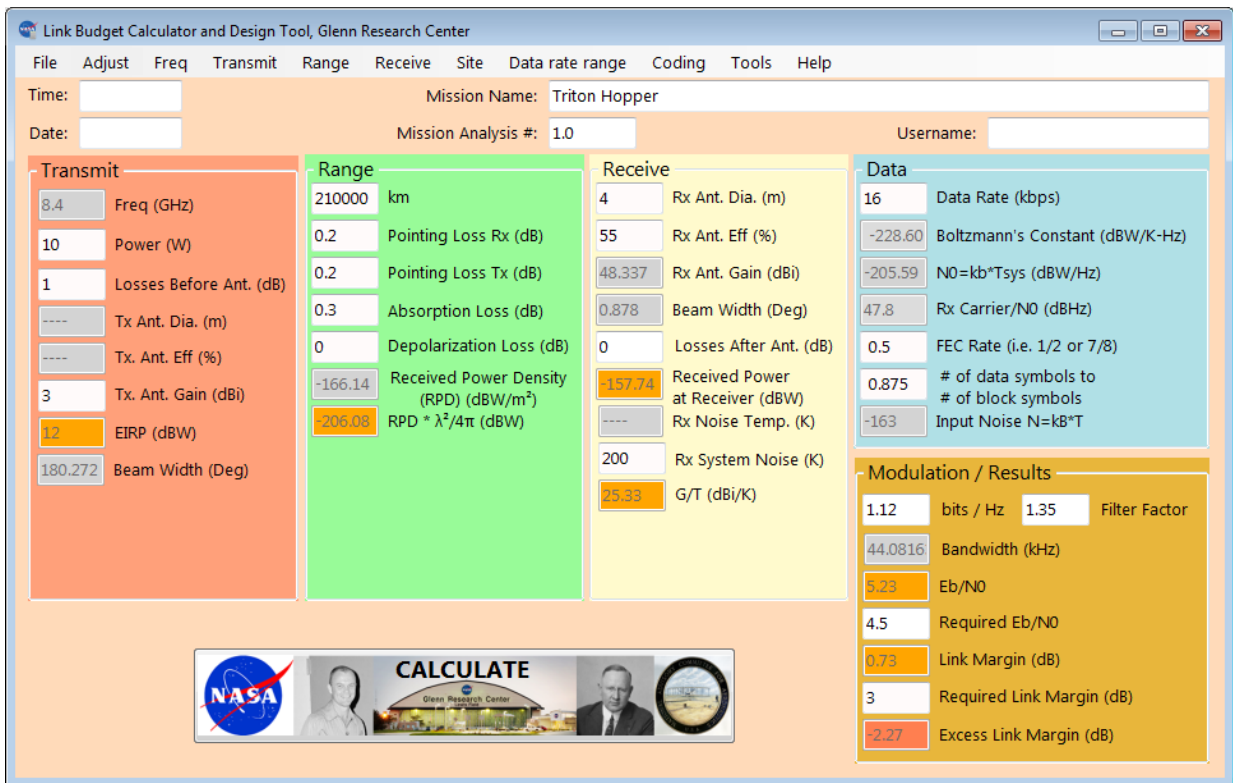 Link Budget Calculator and Design Tool, Glenn Research Center
File Adjust Freq Transmit Range Receive Site Data rate range Coding Tools Help
Time:
Mission Name: Triton Hopper
Date:
Mission Analysis #: 1.0
Username:
Transmit
8.4 Freq (GHz)
10 Power (W)
1 Losses Before Ant. (dB)
---- Tx Ant. Dia. (m)
---- Tx. Ant. Eff (%)
3 Tx. Ant. Gain (dBi)
12 EIRP (dBW)
180.272 Beam Width (Deg)
Range
210000 km
0.2 Pointing Loss Rx (dB)
0.2 Pointing Loss Tx (dB)
0.3 Absorption Loss (dB)
0 Depolarization Loss (dB)
-166.14 Received Power Density
(RPD) (dBW/m²)
-206.08 RPD * λ²/4π (dBW)
Receive
4 Rx Ant. Dia. (m)
55 Rx Ant. Eff (%)
48.337 Rx Ant. Gain (dBi)
0.878 Beam Width (Deg)
0 Losses After Ant. (dB)
-157.74 Received Power
at Receiver (dBW)
---- Rx Noise Temp. (K)
200 Rx System Noise (K)
25.33 G/T (dBi/K)
Data
16 Data Rate (kbps)
-228.60 Boltzmann's Constant (dBW/K-Hz)
-205.59 N0=kb*Tsys (dBW/Hz)
47.8 Rx Carrier/N0 (dBHz)
0.5 FEC Rate (i.e. 1/2 or 7/8)
0.875 # of data symbols to
# of block symbols
-163 Input Noise N=kB*T
Modulation / Results
1.12 bits / Hz 1.35 Filter Factor
44.0816 Bandwidth (kHz)
5.23 Eb/N0
4.5 Required Eb/N0
0.73 Link Margin (dB)
3 Required Link Margin (dB)
-2.27 Excess Link Margin (dB)
NASA
CALCULATE
Glenn Research Center